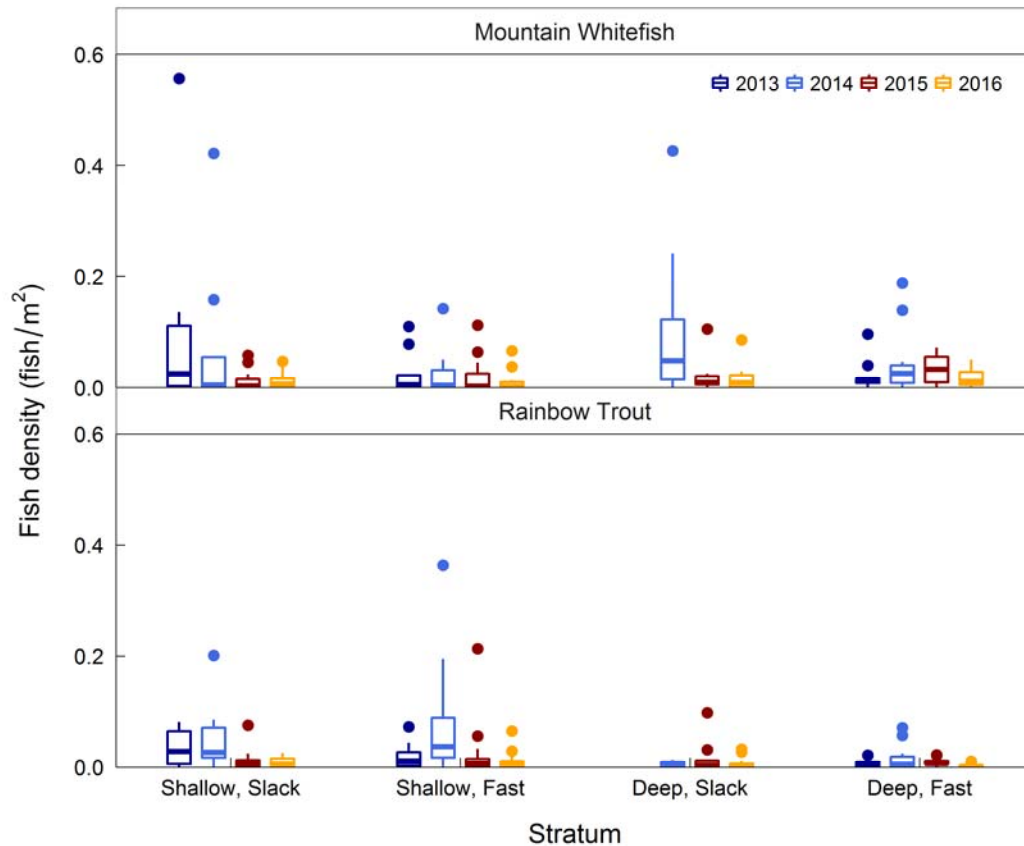 Mountain Whitefish
0.6
2013 2014 2015 2016
0.4
0.2
0.0
Rainbow Trout
0.6
0.4
0.2
0.0
Fish density (fish/m²)
Shallow, Slack Shallow, Fast Deep, Slack Deep, Fast
Stratum